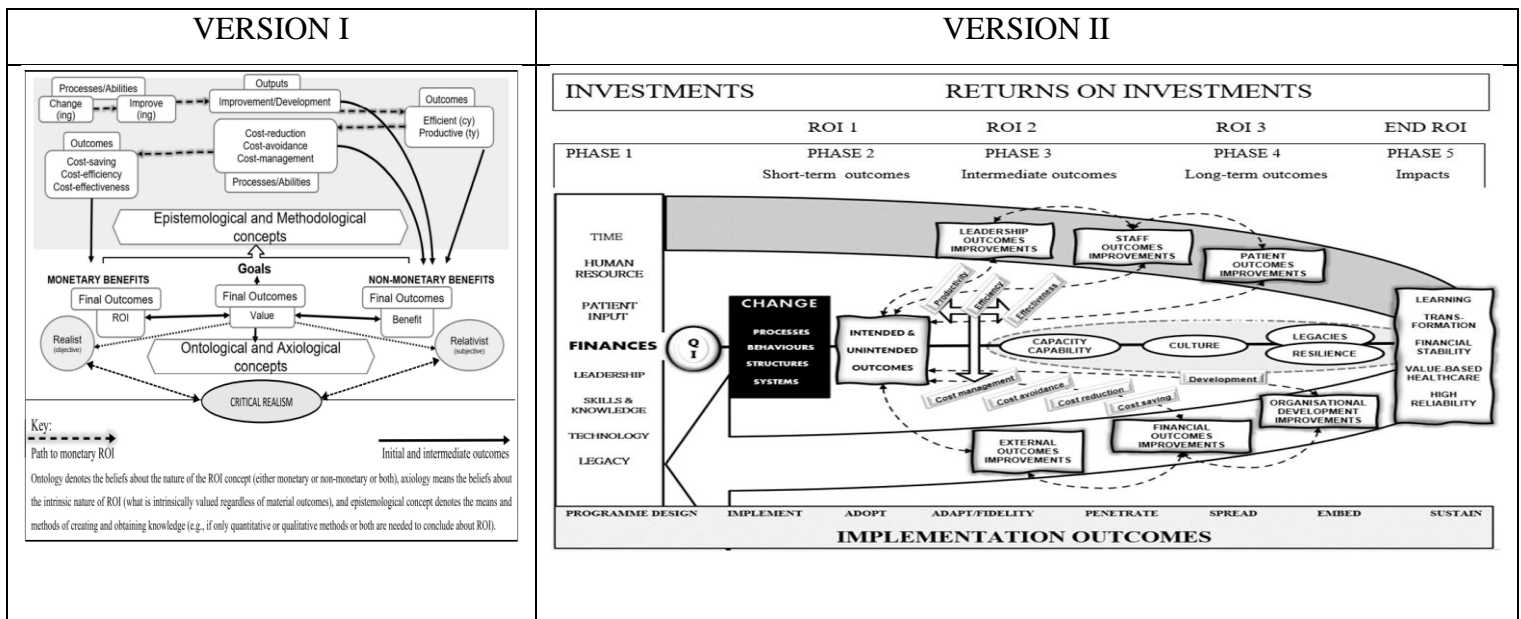 VERSION I
VERSION II
Processes/Abilities
Change
(ing)
Improve
(ing)
Outputs
Improvement/Development
Outcomes
Efficient (cy)
Productive (ty)
Cost-reduction
Cost-avoidance
Cost-management
Processes/Abilities
Outcomes
Cost-saving
Cost-efficiency
Cost-effectiveness
Epistemological and Methodological
concepts
MONETARY BENEFITS
Goals
NON-MONETARY BENEFITS
Final Outcomes
ROI
Final Outcomes
Value
Final Outcomes
Benefit
Realist
(objective)
Relativist
(subjective)
Ontological and Axiological
concepts
CRITICAL REALISM
Key:
Path to monetary ROI
Initial and intermediate outcomes
Ontology denotes the beliefs about the nature of the ROI concept (either monetary or non-monetary or both), axiology means the beliefs about
the intrinsic nature of ROI (what is intrinsically valued regardless of material outcomes), and epistemological concept denotes the means and
methods of creating and obtaining knowledge (e.g., if only quantitative or qualitative methods or both are needed to conclude about ROI).
INVESTMENTS
RETURNS ON INVESTMENTS
ROI 1
ROI 2
ROI 3
END ROI
PHASE 1
PHASE 2
PHASE 3
PHASE 4
PHASE 5
Short-term outcomes
Intermediate outcomes
Long-term outcomes
Impacts
TIME
HUMAN
RESOURCE
PATIENT
INPUT
FINANCES
LEADERSHIP
SKILLS &
KNOWLEDGE
TECHNOLOGY
LEGACY
Q
I
CHANGE
PROCESSES
BEHAVIOURS
STRUCTURES
SYSTEMS
INTENDED &
UNINTENDED
OUTCOMES
LEADERSHIP
OUTCOMES
IMPROVEMENTS
STAFF
OUTCOMES
IMPROVEMENTS
PATIENT
OUTCOMES
IMPROVEMENTS
Productivity
Efficiency
Effectiveness
CAPACITY
CAPABILITY
CULTURE
LEGACIES
RESILIENCE
Cost management
Cost avoidance
Cost reduction
Cost saving
Development
EXTERNAL
OUTCOMES
IMPROVEMENTS
FINANCIAL
OUTCOMES
IMPROVEMENTS
ORGANISATIONAL
DEVELOPMENT
IMPROVEMENTS
LEARNING
TRANS-
FORMATION
FINANCIAL
STABILITY
VALUE-BASED
HEALTHCARE
HIGH
RELIABILITY
PROGRAMME DESIGN
IMPLEMENT
ADOPT
ADAPT/FIDELITY
PENETRATE
SPREAD
EMBED
SUSTAIN
IMPLEMENTATION OUTCOMES